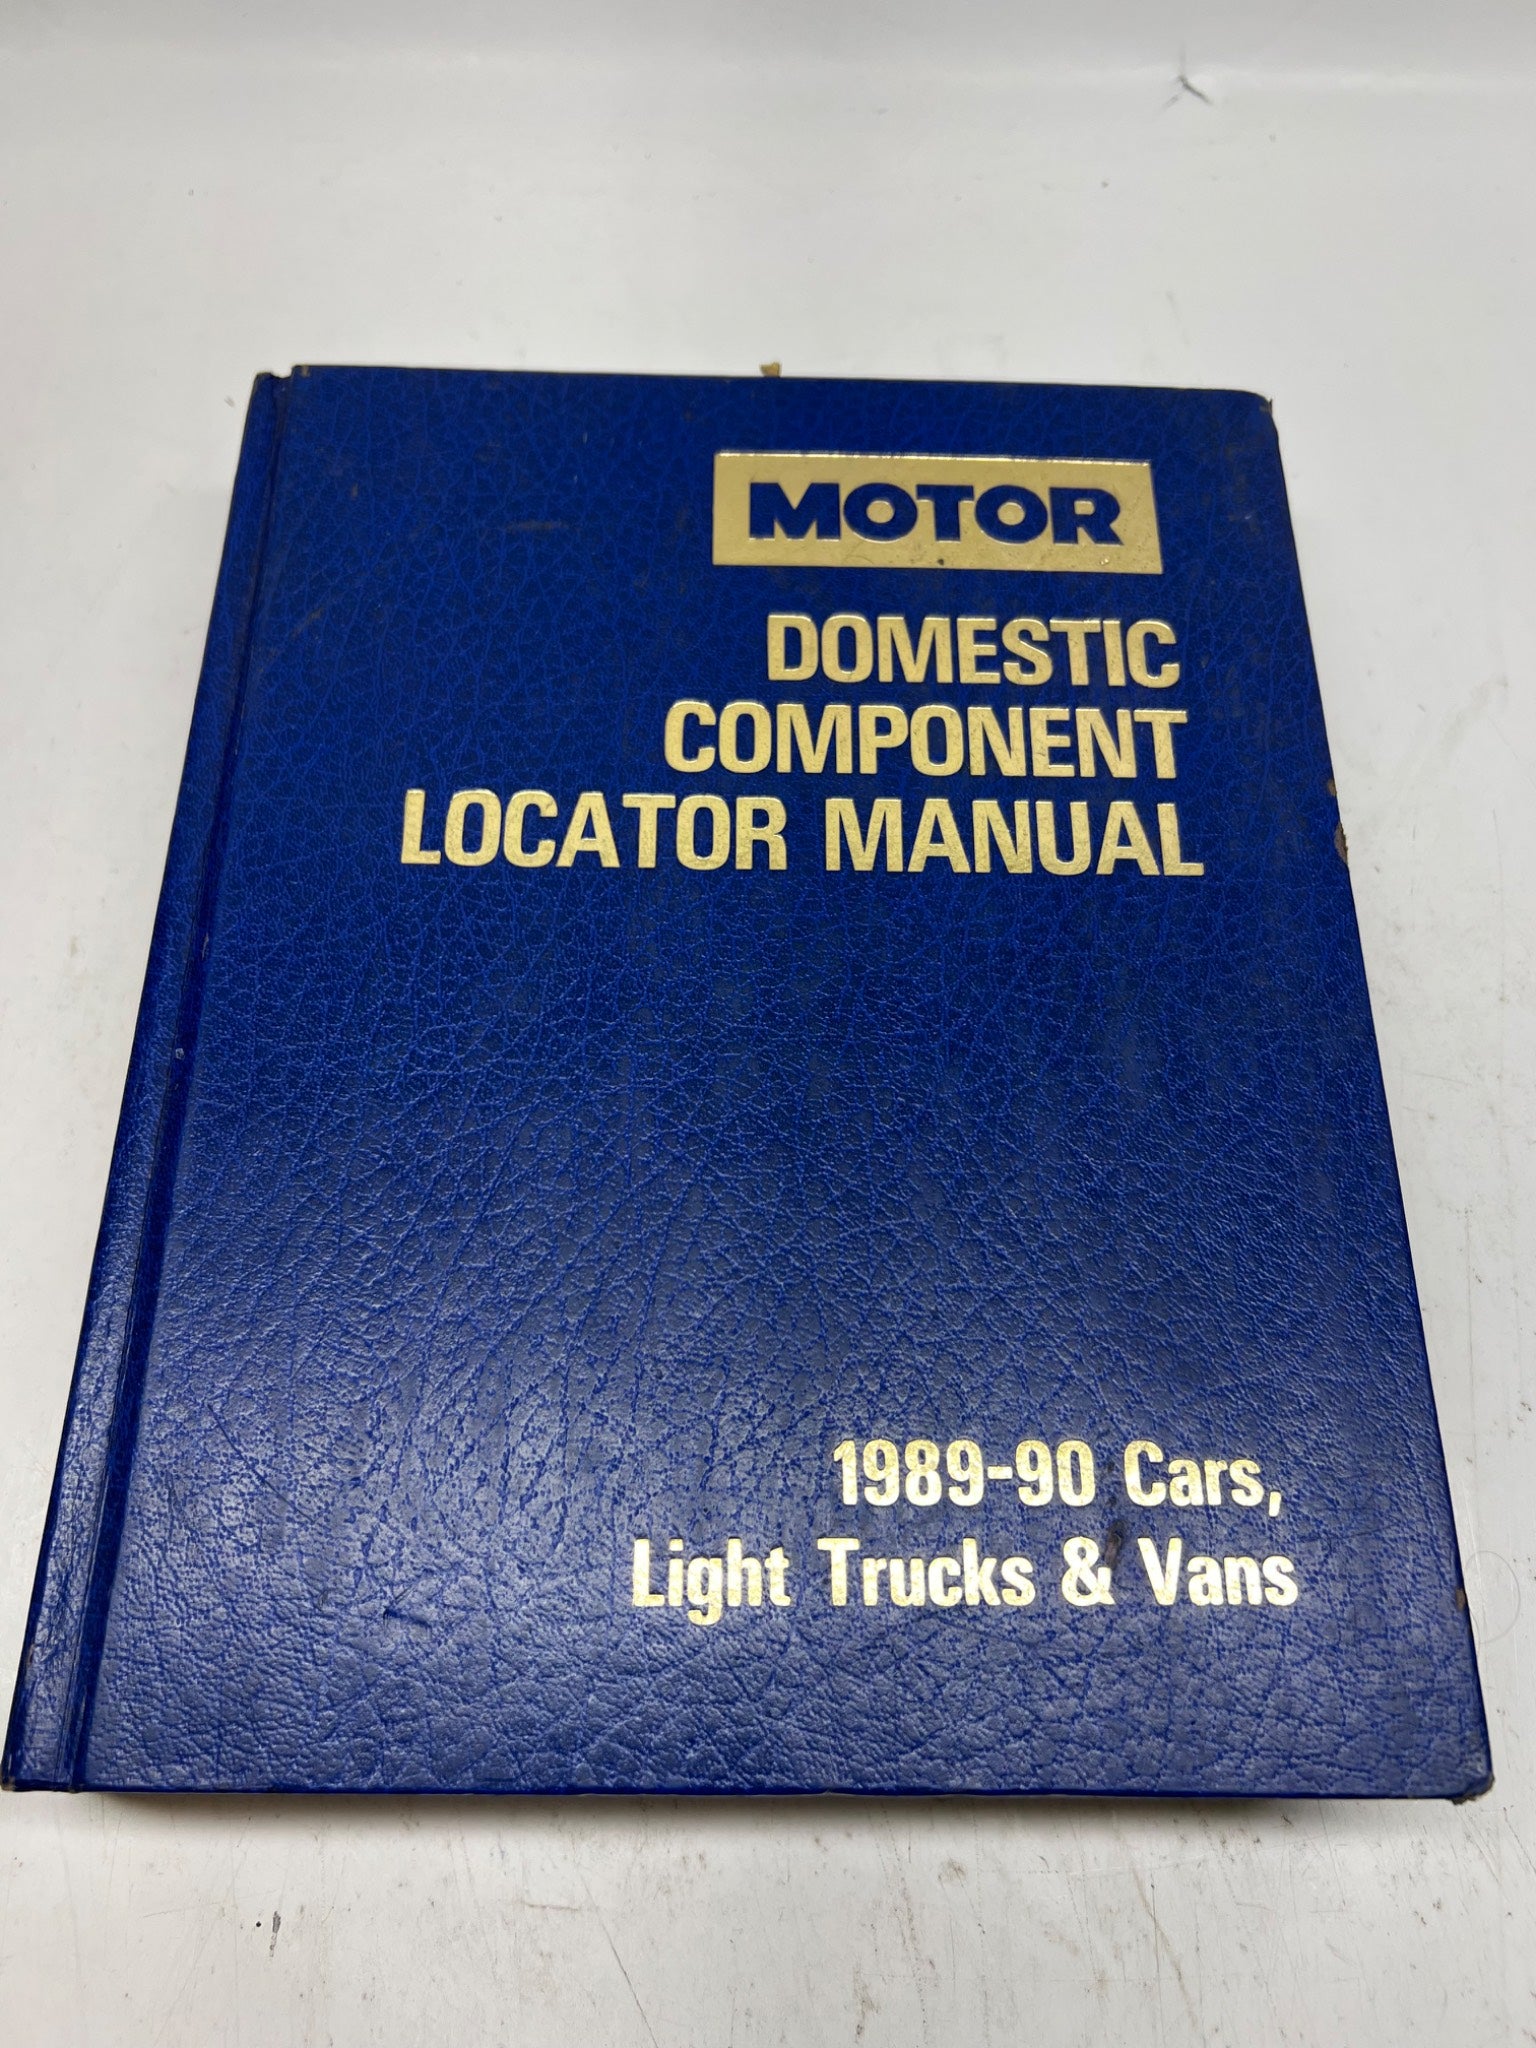 MOTOR
DOMESTIC
COMPONENT
LOCATOR MANUAL
1989-90 Cars,
Light Trucks & Vans